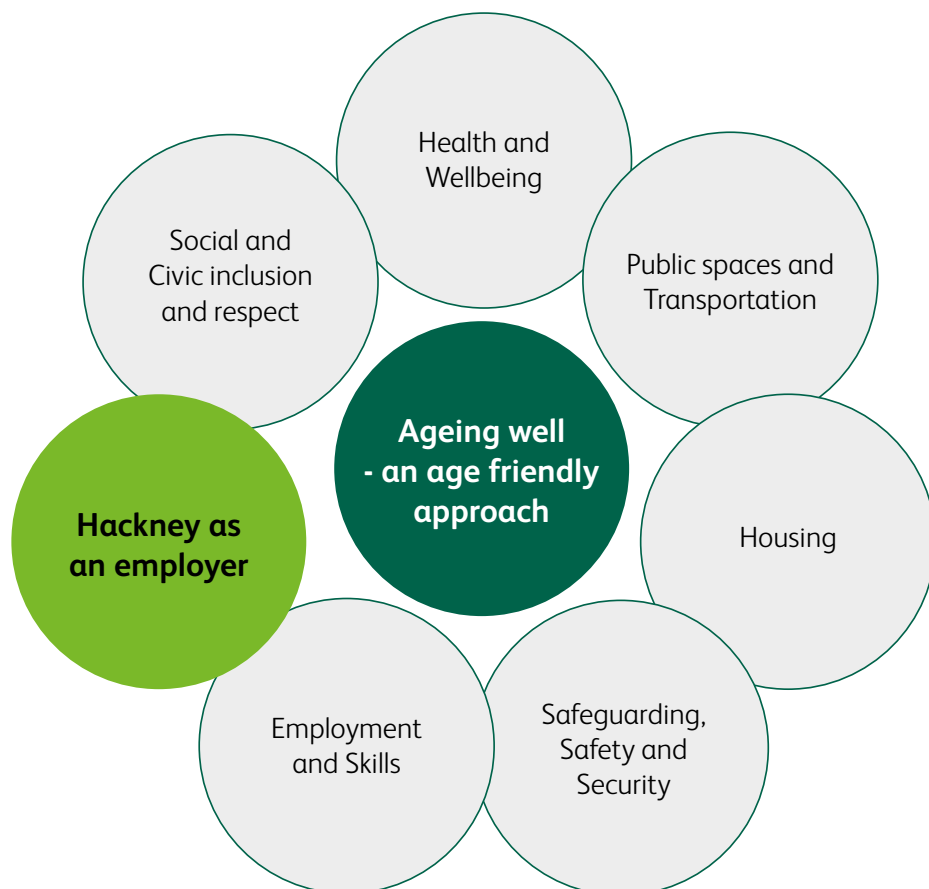 Health and
Wellbeing
Social and
Civic inclusion
and respect
Public spaces and
Transportation
Ageing well
- an age friendly
approach
Hackney as
an employer
Housing
Employment
and Skills
Safeguarding,
Safety and
Security